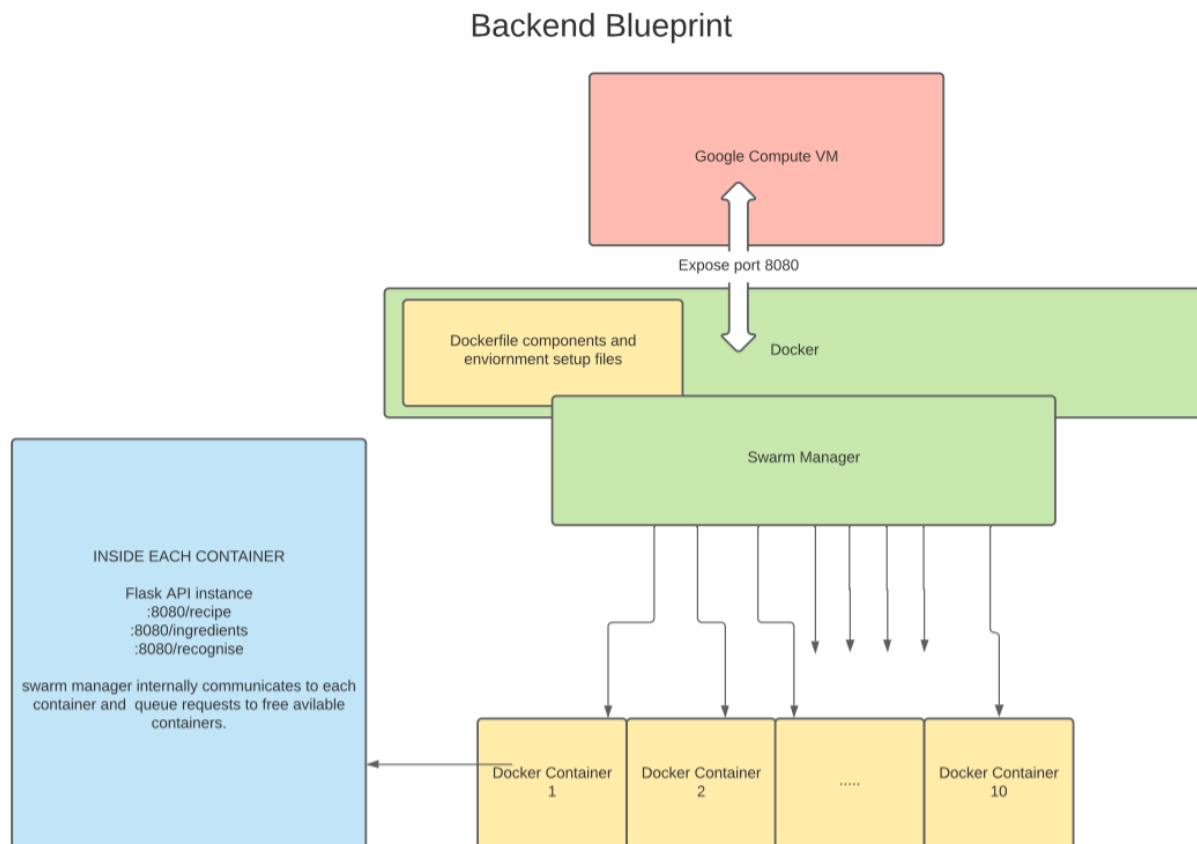 Backend Blueprint
Google Compute VM
Expose port 8080
Dockerfile components and
enviornment setup files
Docker
Swarm Manager
INSIDE EACH CONTAINER
Flask API instance
:8080/recipe
:8080/ingredients
:8080/recognise
swarm manager internally communicates to each
container and queue requests to free avilable
containers.
Docker Container
1
Docker Container
2
.....
Docker Container
10